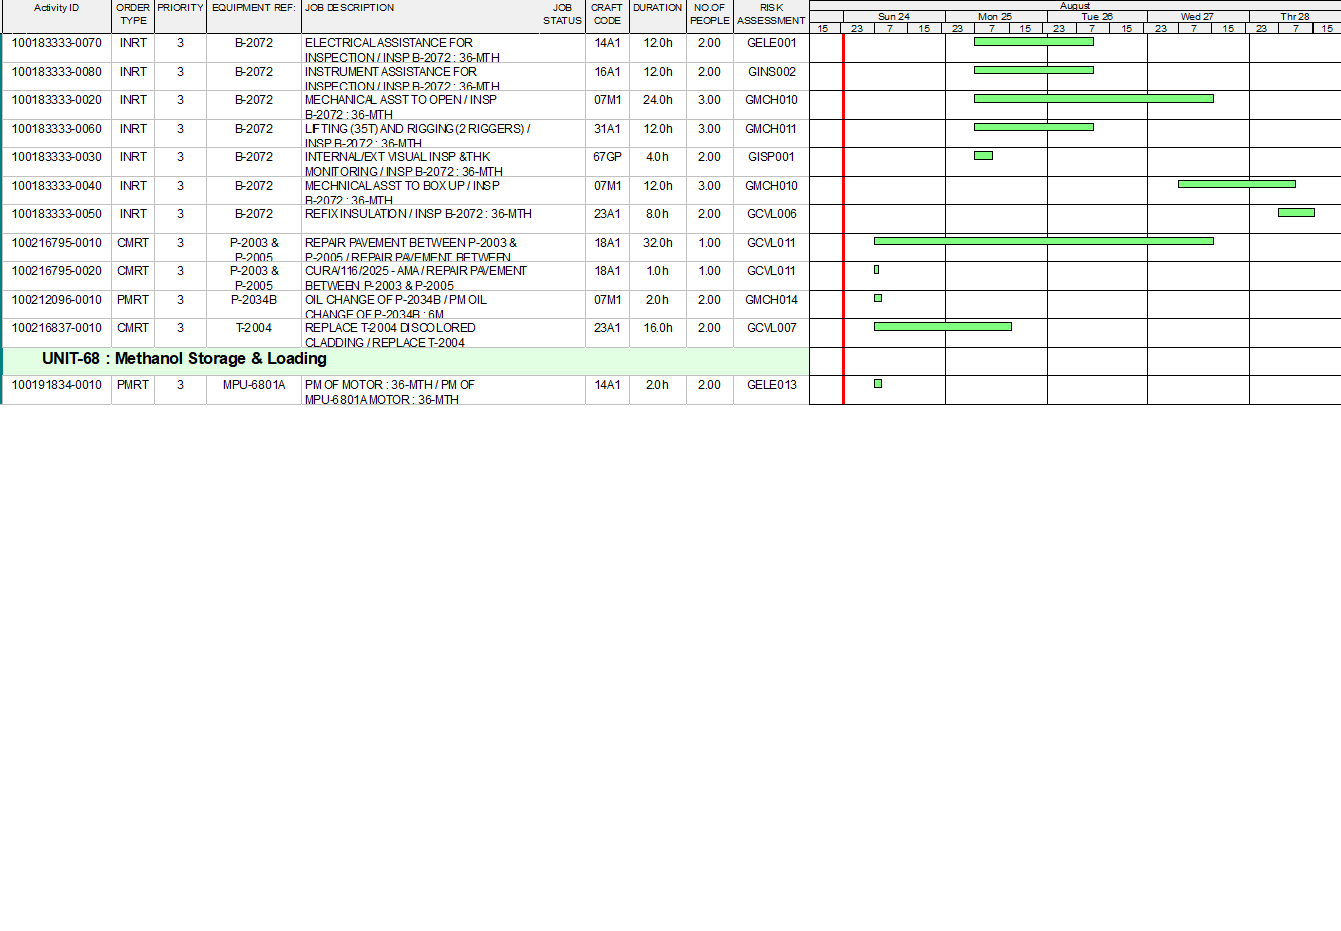 Activity ID ORDER TYPE PRIORITY EQUIPMENT REF: JOB DESCRIPTION JOB STATUS CRAFT CODE DURATION NO.OF PEOPLE RISK ASSESSMENT
August
Sun 24 Mon 25 Tue 26 Wed 27 Thr 28
15 23 7 15 23 7 15 23 7 15 23 7 15 23 7 15
100183333-0070 INRT 3 B-2072 ELECTRICAL ASSISTANCE FOR 14A1 12.0h 2.00 GELE001
INSPECTION / INSP B-2072 : 36-MTH
100183333-0080 INRT 3 B-2072 INSTRUMENT ASSISTANCE FOR 16A1 12.0h 2.00 GINS002
INSPECTION / INSP B-2072 : 36-MTH
100183333-0020 INRT 3 B-2072 MECHANICAL ASST TO OPEN / INSP 07M1 24.0h 3.00 GMCH010
B-2072 : 36-MTH
100183333-0060 INRT 3 B-2072 LIFTING (35T) AND RIGGING (2 RIGGERS) / 31A1 12.0h 3.00 GMCH011
INSP B-2072 : 36-MTH
100183333-0030 INRT 3 B-2072 INTERNAL/EXT VISUAL INSP &THK 67GP 4.0h 2.00 GISP001
MONITORING / INSP B-2072 : 36-MTH
100183333-0040 INRT 3 B-2072 MECHNICAL ASST TO BOX UP / INSP 07M1 12.0h 3.00 GMCH010
B-2072 : 36-MTH
100183333-0050 INRT 3 B-2072 REFIX INSULATION / INSP B-2072 : 36-MTH 23A1 8.0h 2.00 GCVL006
100216795-0010 CMRT 3 P-2003 & REPAIR PAVEMENT BETWEEN P-2003 & 18A1 32.0h 1.00 GCVL011
P-2005 P-2005 / REPAIR PAVEMENT BETWEEN
100216795-0020 CMRT 3 P-2003 & CURA/116/2025 - AMA / REPAIR PAVEMENT 18A1 1.0h 1.00 GCVL011
P-2005 BETWEEN P-2003 & P-2005
100212096-0010 PMRT 3 P-2034B OIL CHANGE OF P-2034B / PM OIL 07M1 2.0h 2.00 GMCH014
CHANGE OF P-2034B : 6M
100216837-0010 CMRT 3 T-2004 REPLACE T-2004 DISCOLORED 23A1 16.0h 2.00 GCVL007
CLADDING / REPLACE T-2004
UNIT-68 : Methanol Storage & Loading
100191834-0010 PMRT 3 MPU-6801A PM OF MOTOR : 36-MTH / PM OF 14A1 2.0h 2.00 GELE013
MPU-6801A MOTOR : 36-MTH